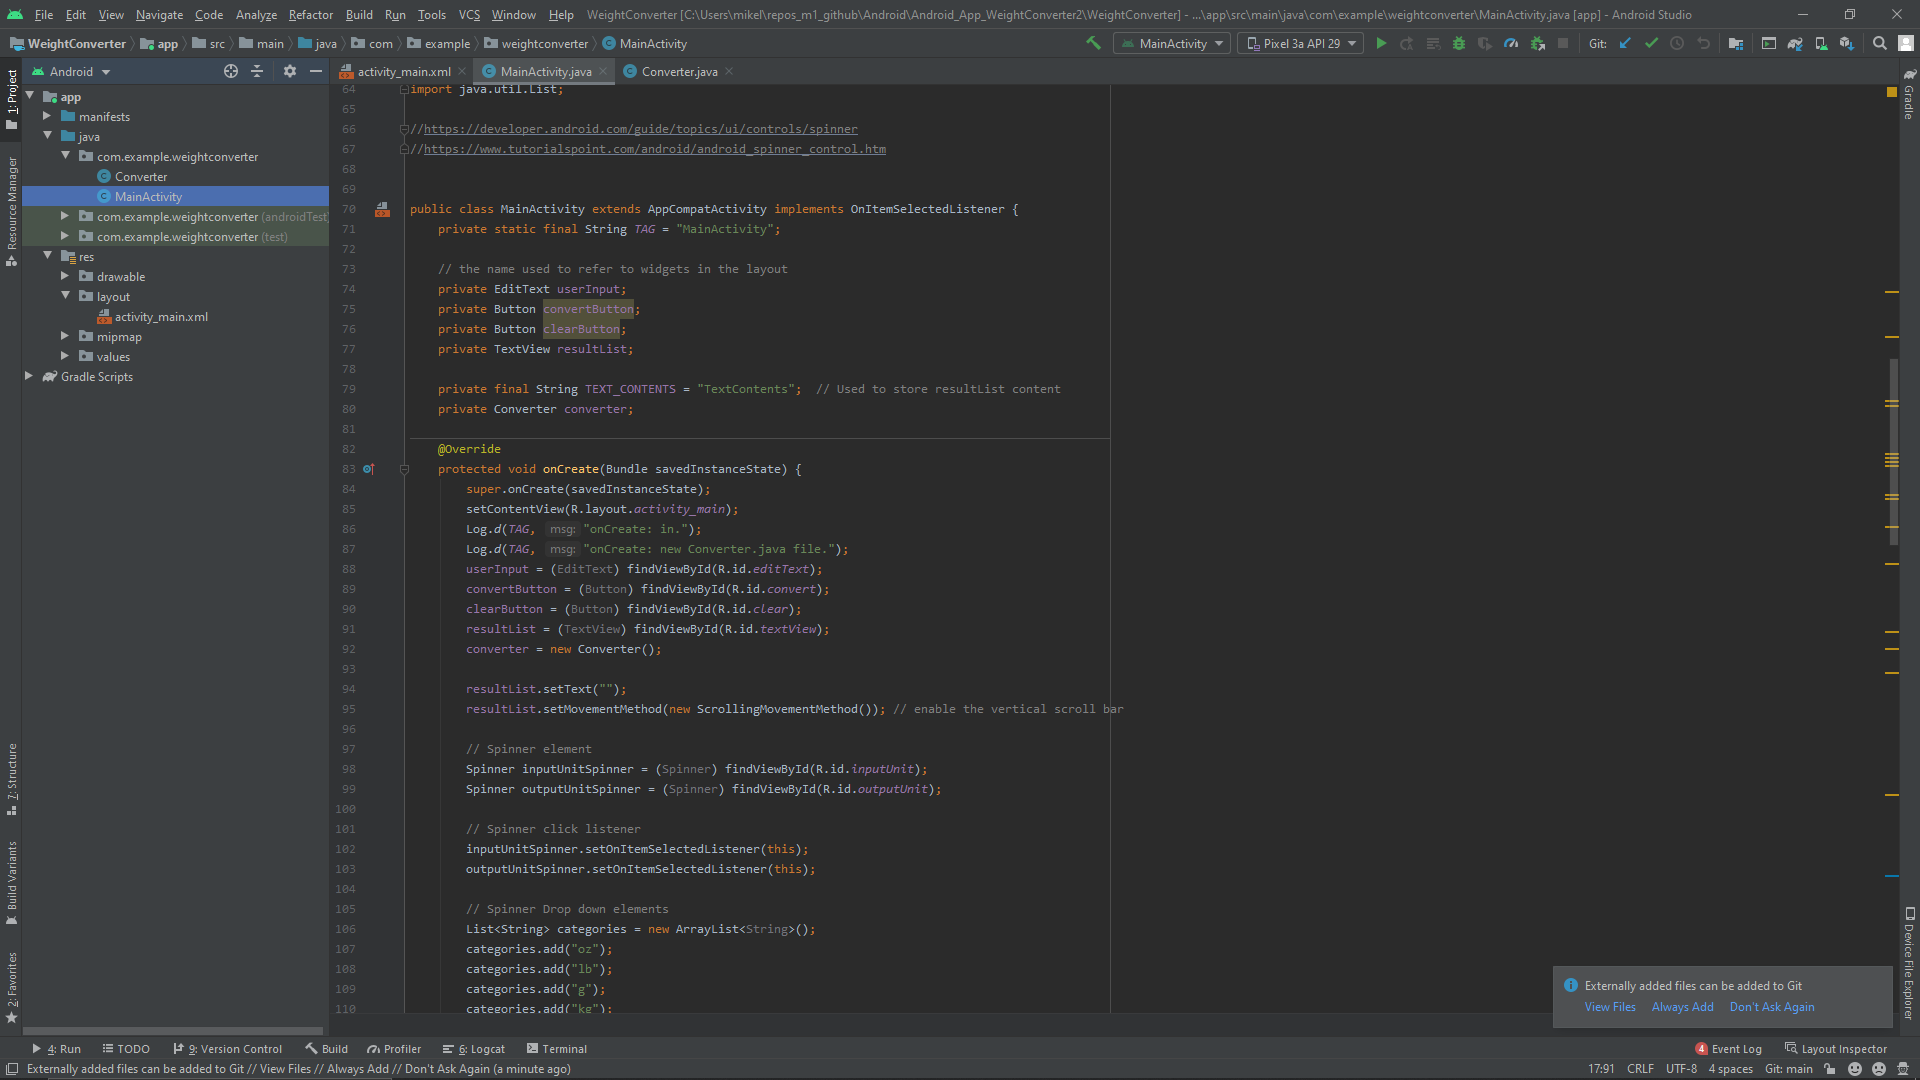 File Edit View Navigate Code Analyze Refactor Build Run Tools VCS Window Help WeightConverter [C:\Users\mikel\repos_m1_github\Android\Android_App_WeightConverter2\WeightConverter] - ...\app\src\main\java\com\example\weightconverter\MainActivity.java [app] - Android Studio
WeightConverter app src main java com example weightconverter MainActivity MainActivity Pixel 3a API 29 Git:
Android activity_main.xml MainActivity.java Converter.java
1: Project
Resource Manager
7: Structure
Build Variants
2: Favorites
app
manifests
java
com.example.weightconverter
Converter
MainActivity
com.example.weightconverter (androidTest)
com.example.weightconverter (test)
res
drawable
layout
activity_main.xml
mipmap
values
Gradle Scripts
64 import java.util.List;
65
66 //https://developer.android.com/guide/topics/ui/controls/spinner
67 //https://www.tutorialspoint.com/android/android_spinner_control.htm
68
69
70 public class MainActivity extends AppCompatActivity implements OnItemSelectedListener {
71 private static final String TAG = "MainActivity";
72
73 // the name used to refer to widgets in the layout
74 private EditText userInput;
75 private Button convertButton;
76 private Button clearButton;
77 private TextView resultList;
78
79 private final String TEXT_CONTENTS = "TextContents"; // Used to store resultList content
80 private Converter converter;
81
82 @Override
83 protected void onCreate(Bundle savedInstanceState) {
84 super.onCreate(savedInstanceState);
85 setContentView(R.layout.activity_main);
86 Log.d(TAG, msg: "onCreate: in.");
87 Log.d(TAG, msg: "onCreate: new Converter.java file.");
88 userInput = (EditText) findViewById(R.id.editText);
89 convertButton = (Button) findViewById(R.id.convert);
90 clearButton = (Button) findViewById(R.id.clear);
91 resultList = (TextView) findViewById(R.id.textView);
92 converter = new Converter();
93
94 resultList.setText("");
95 resultList.setMovementMethod(new ScrollingMovementMethod()); // enable the vertical scroll bar
96
97 // Spinner element
98 Spinner inputUnitSpinner = (Spinner) findViewById(R.id.inputUnit);
99 Spinner outputUnitSpinner = (Spinner) findViewById(R.id.outputUnit);
100
101 // Spinner click listener
102 inputUnitSpinner.setOnItemSelectedListener(this);
103 outputUnitSpinner.setOnItemSelectedListener(this);
104
105 // Spinner Drop down elements
106 List<String> categories = new ArrayList<String>();
107 categories.add("oz");
108 categories.add("lb");
109 categories.add("g");
110 categories.add("kg");
Gradle
Device File Explorer
Externally added files can be added to Git
View Files Always Add Don't Ask Again
4: Run TODO 9: Version Control Build Profiler 6: Logcat Terminal 4 Event Log Layout Inspector
Externally added files can be added to Git // View Files // Always Add // Don't Ask Again (a minute ago) 17:91 CRLF UTF-8 4 spaces Git: main